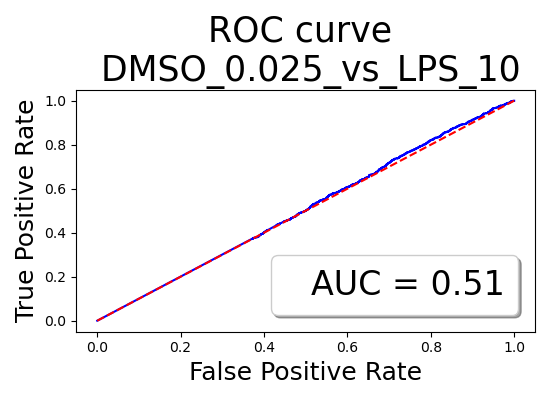 ROC curve
DMSO_0.025_vs_LPS_10
1.0
0.8
0.6
0.4
0.2
0.0
True Positive Rate
AUC = 0.51
0.0 0.2 0.4 0.6 0.8 1.0
False Positive Rate